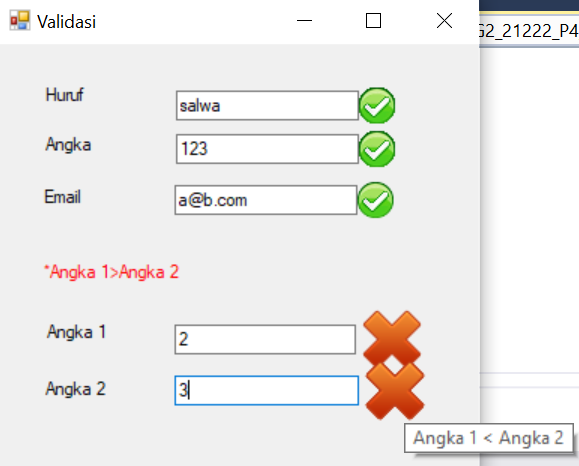 Validasi
G2_21222_P4
Huruf
salwa
Angka
123
Email
a@b.com
*Angka 1>Angka 2
Angka 1
2
Angka 2
3
Angka 1 < Angka 2